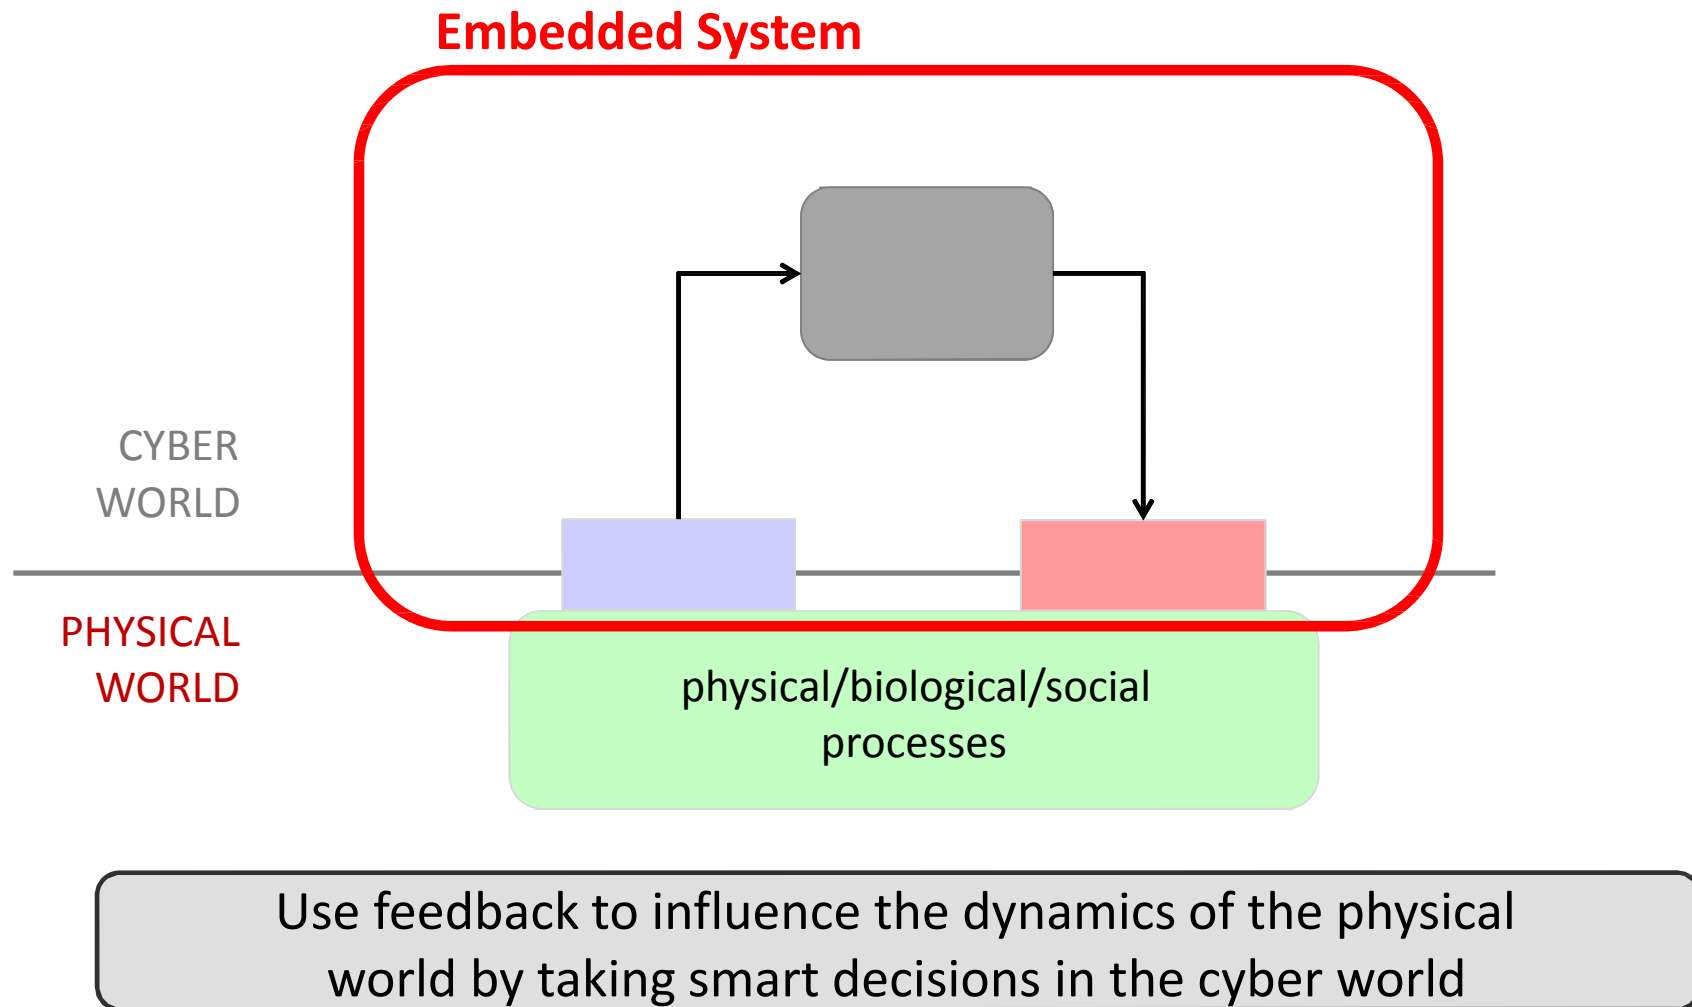 Embedded System
CYBER
WORLD
PHYSICAL
WORLD
physical/biological/social
processes
Use feedback to influence the dynamics of the physical
world by taking smart decisions in the cyber world